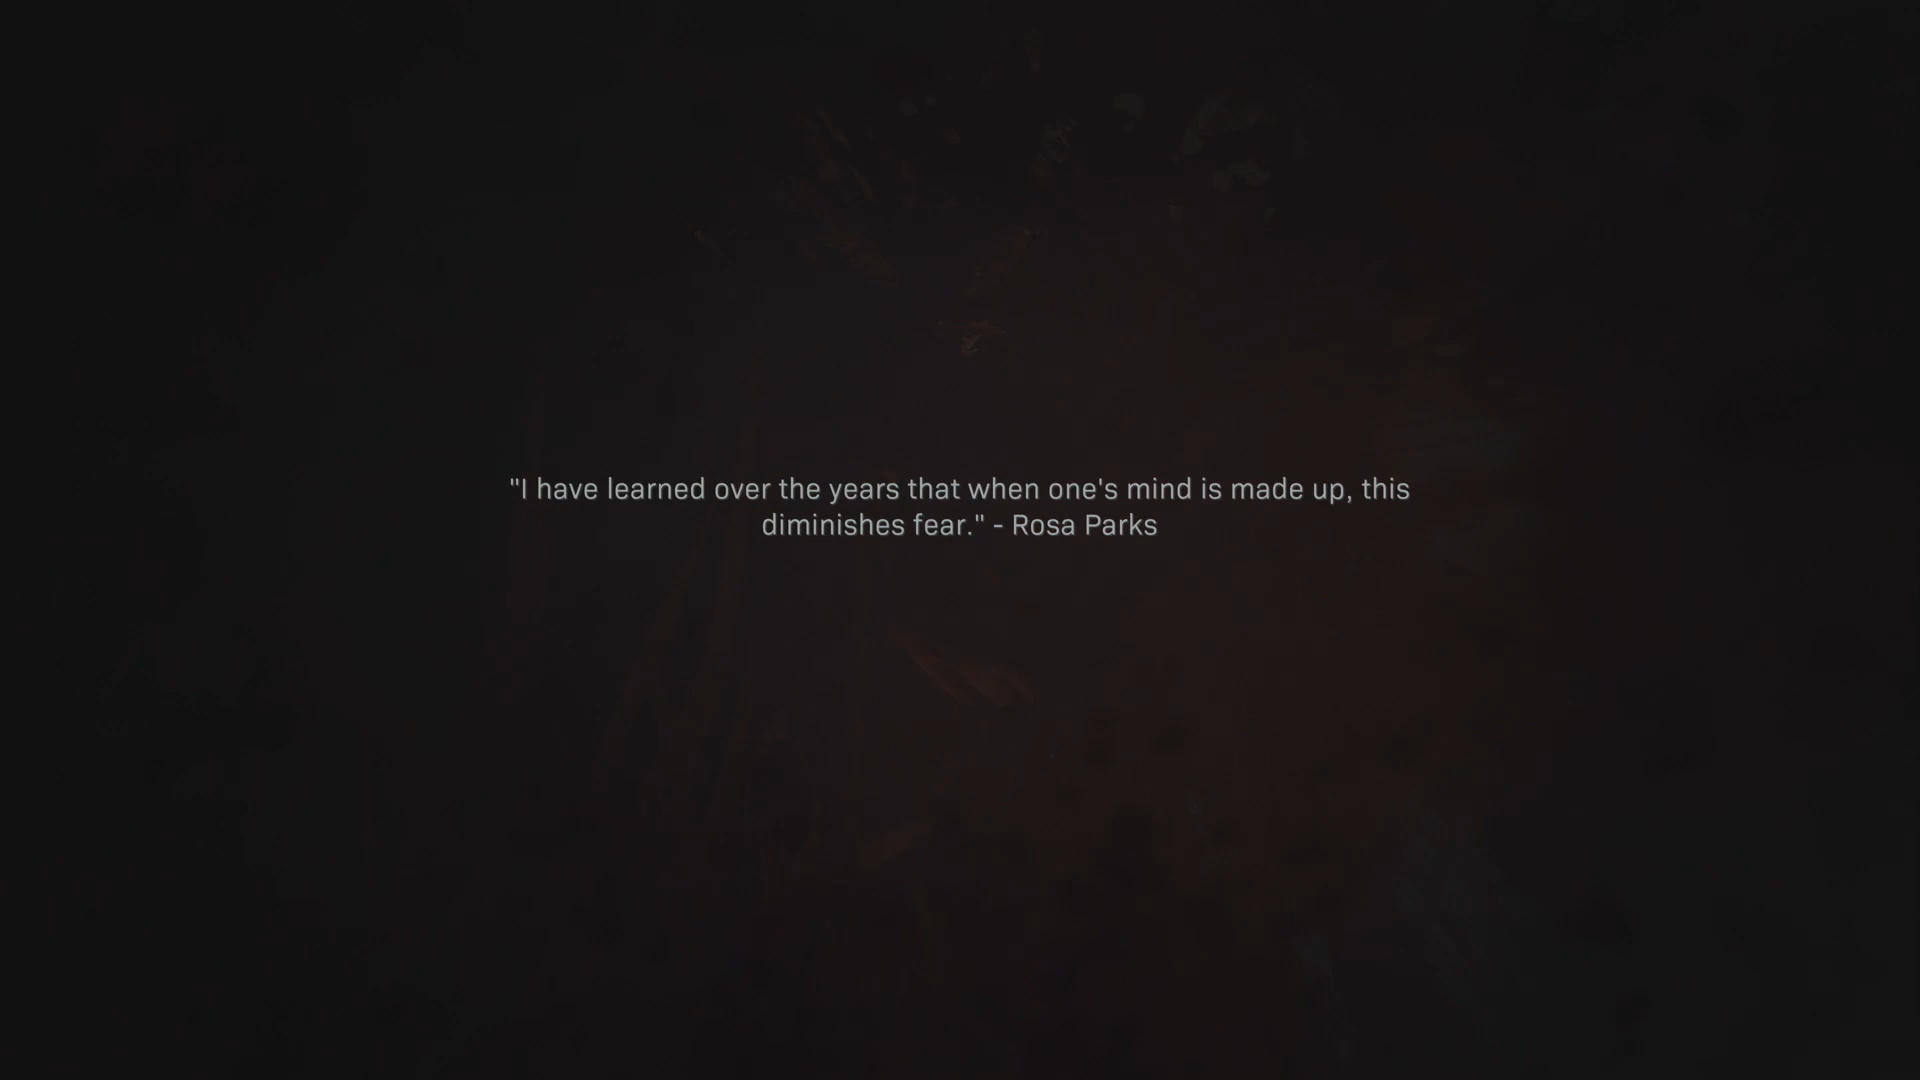 "I have learned over the years that when one's mind is made up, this
diminishes fear." - Rosa Parks